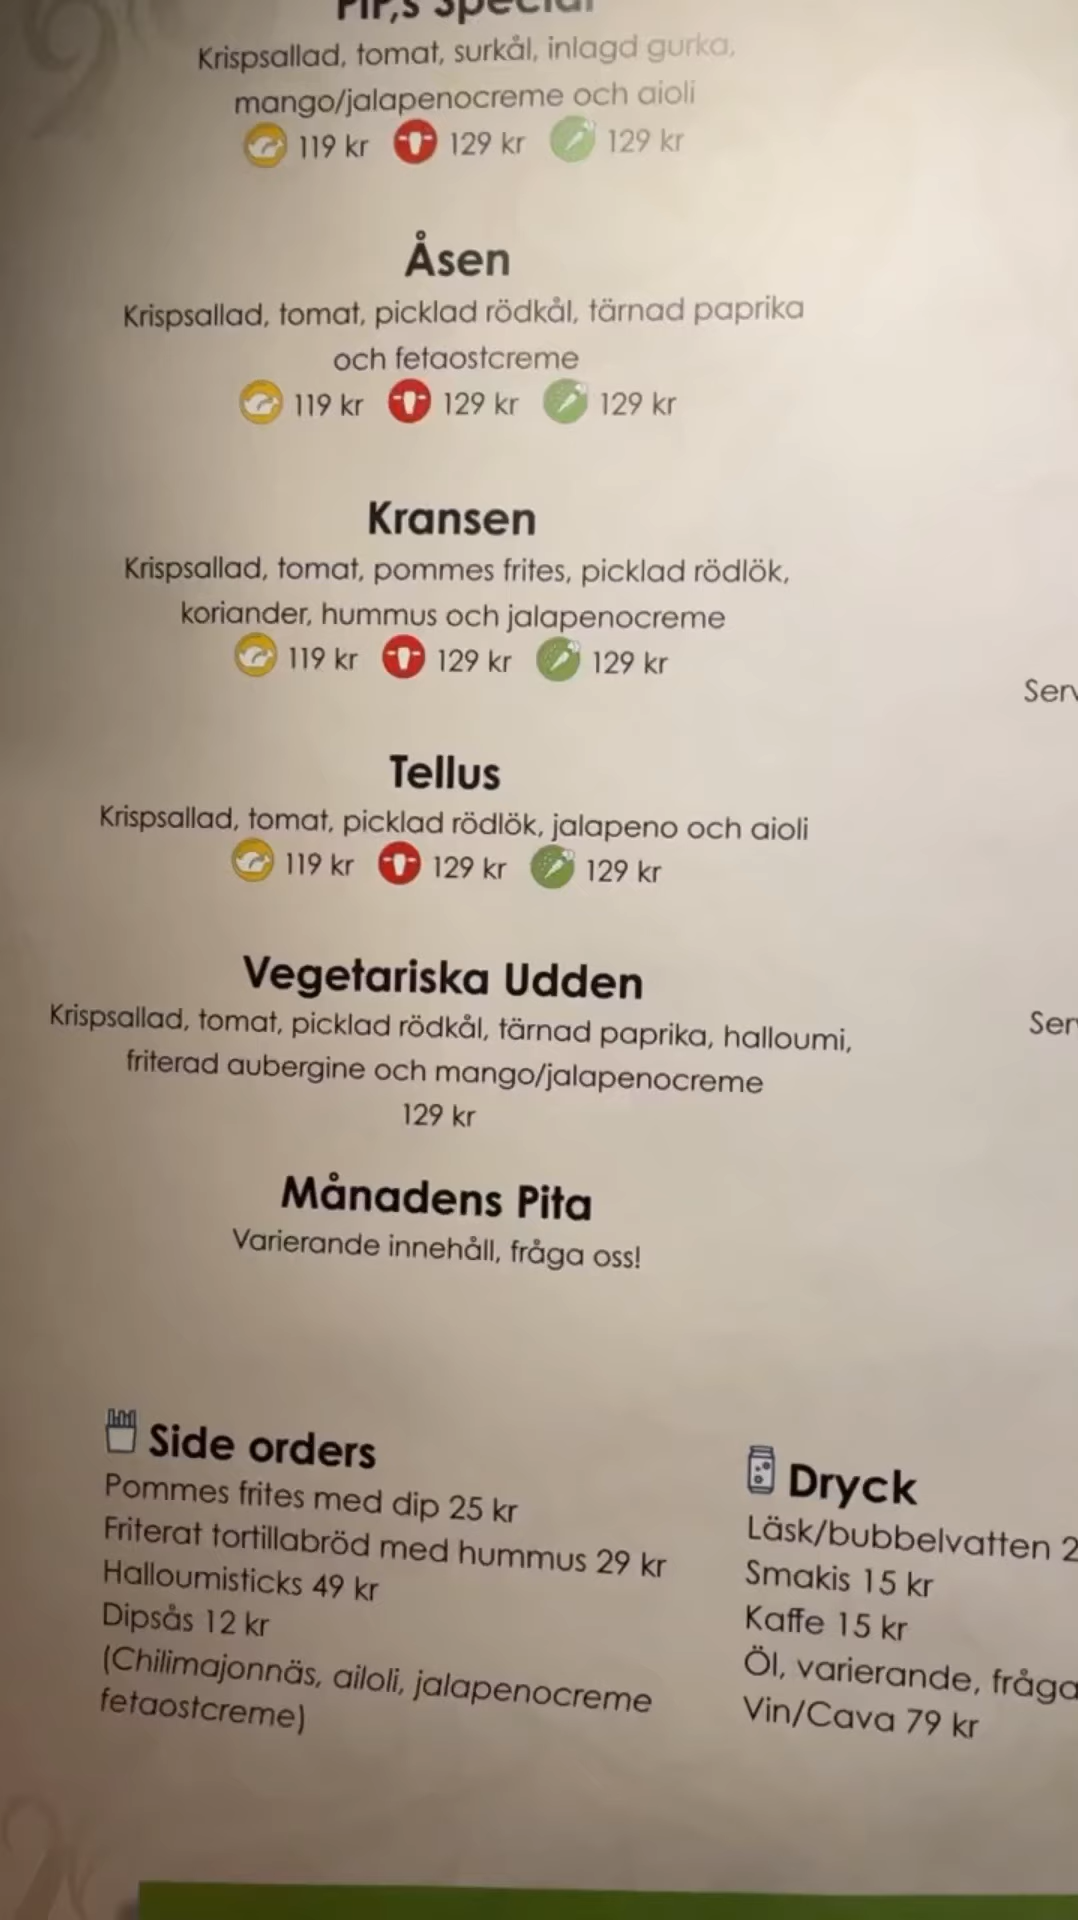 PIP,s Special
Krispsallad, tomat, surkål, inlagd gurka,
mango/jalapenocreme och aioli
119 kr 129 kr 129 kr
Åsen
Krispsallad, tomat, picklad rödkål, tärnad paprika
och fetaostcreme
119 kr 129 kr 129 kr
Kransen
Krispsallad, tomat, pommes frites, picklad rödlök,
koriander, hummus och jalapenocreme
119 kr 129 kr 129 kr
Tellus
Krispsallad, tomat, picklad rödlök, jalapeno och aioli
119 kr 129 kr 129 kr
Vegetariska Udden
Krispsallad, tomat, picklad rödkål, tärnad paprika, halloumi,
friterad aubergine och mango/jalapenocreme
129 kr
Månadens Pita
Varierande innehåll, fråga oss!
Side orders
Pommes frites med dip 25 kr
Friterat tortillabröd med hummus 29 kr
Halloumisticks 49 kr
Dipsås 12 kr
(Chilimajonnäs, ailoli, jalapenocreme
fetaostcreme)
Dryck
Läsk/bubbelvatten
Smakis 15 kr
Kaffe 15 kr
Öl, varierande, fråga
Vin/Cava 79 kr